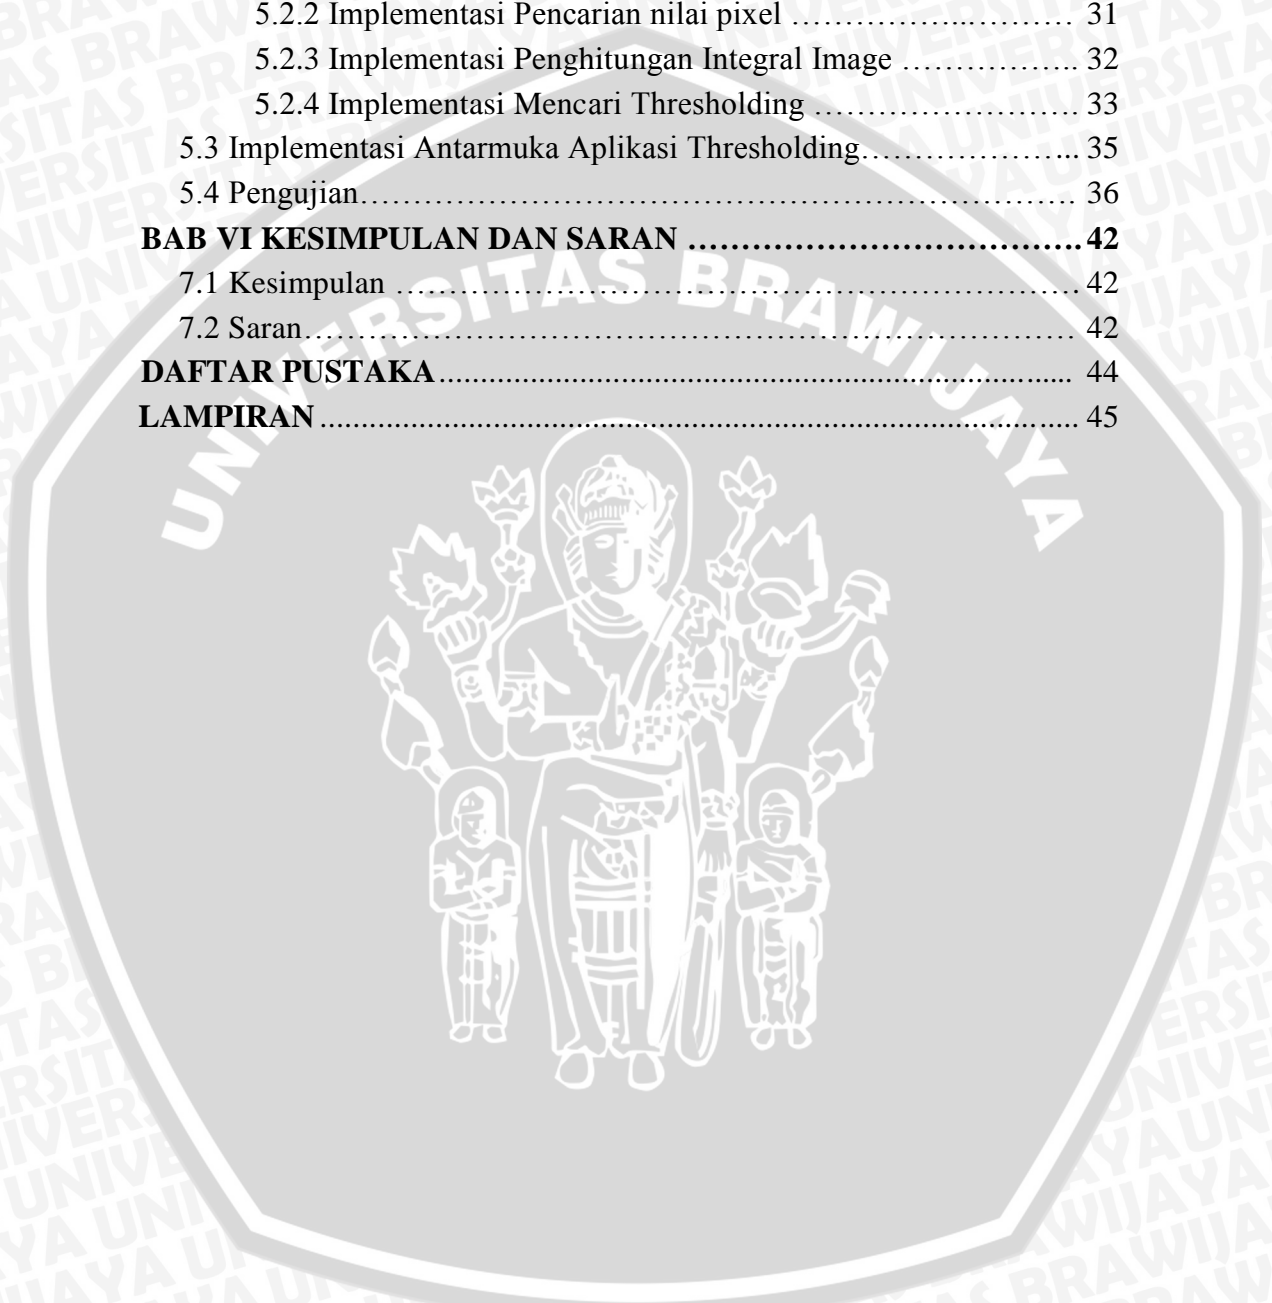 5.2.2 Implementasi Pencarian nilai pixel ……………..……… 31
5.2.3 Implementasi Penghitungan Integral Image …………….. 32
5.2.4 Implementasi Mencari Thresholding ……………………. 33
5.3 Implementasi Antarmuka Aplikasi Thresholding………………... 35
5.4 Pengujian………………………………………………………… 36
BAB VI KESIMPULAN DAN SARAN ………………………………. 42
7.1 Kesimpulan ………………………………………………………. 42
7.2 Saran……………………………………………………………… 42
DAFTAR PUSTAKA.................................................................................... 44
LAMPIRAN .................................................................................................. 45
UNIVERSITAS BRAWIJAYA